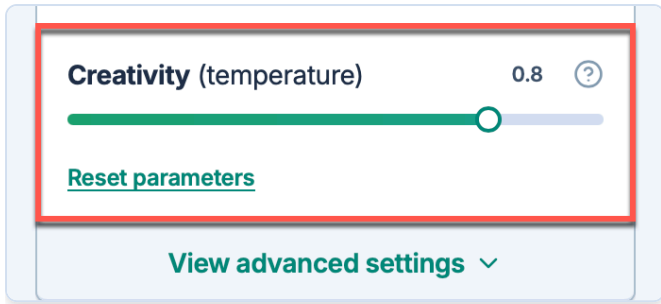 Creativity (temperature) 0.8 ?
Reset parameters
View advanced settings